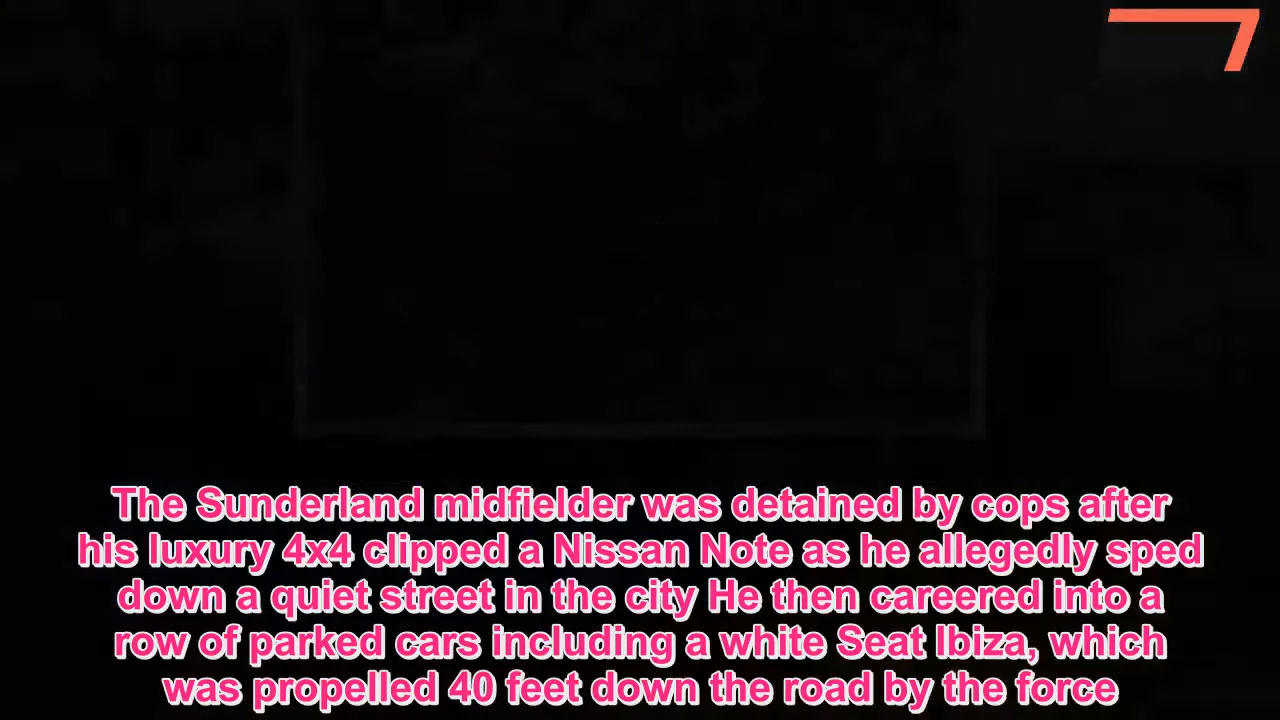 The Sunderland midfielder was detained by cops after
his luxury 4x4 clipped a Nissan Note as he allegedly sped
down a quiet street in the city He then careered into a
row of parked cars including a white Seat Ibiza, which
was propelled 40 feet down the road by the force